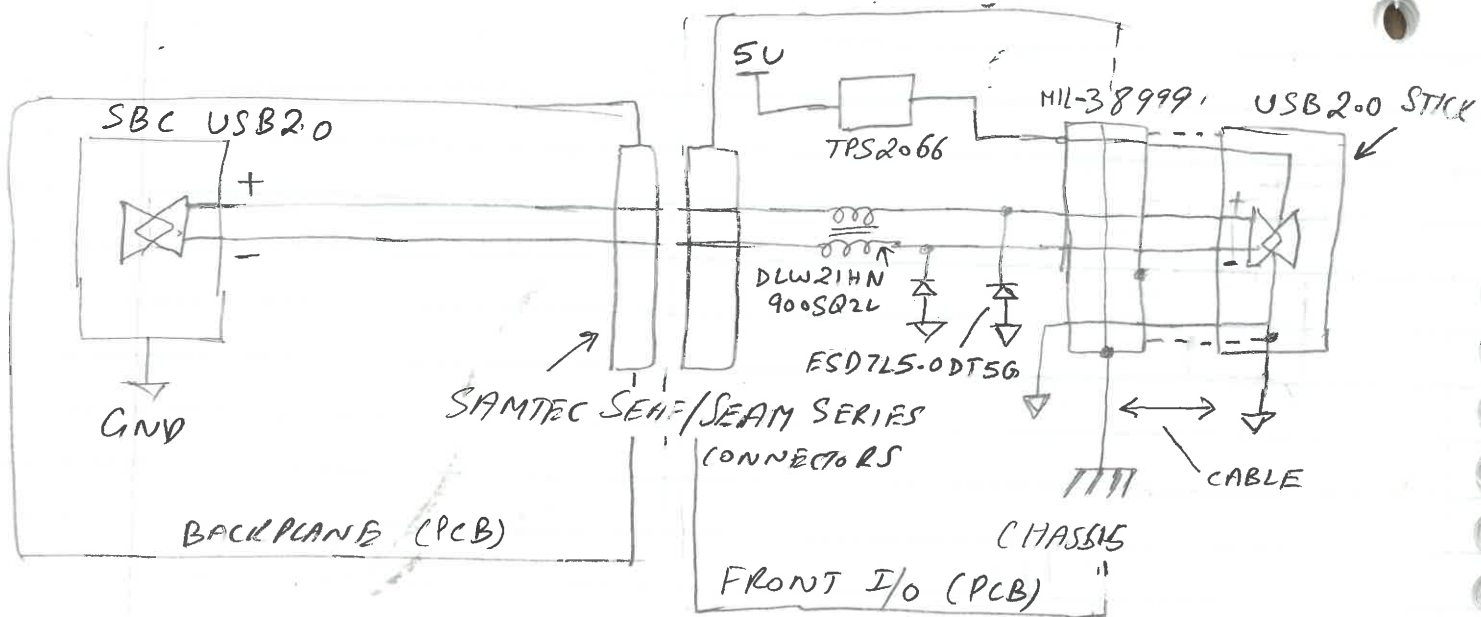 5V
SBC USB2.0
MIL-38999
USB2.0 STICK
TPS2066
+
-
+
-
DLW21HN
900SQ2L
ESD7L5.0DT5G
GND
SAMTEC SEAF/SEAM SERIES
CONNECTORS
CABLE
CHASSIS
BACKPLANE (PCB)
FRONT I/O (PCB)